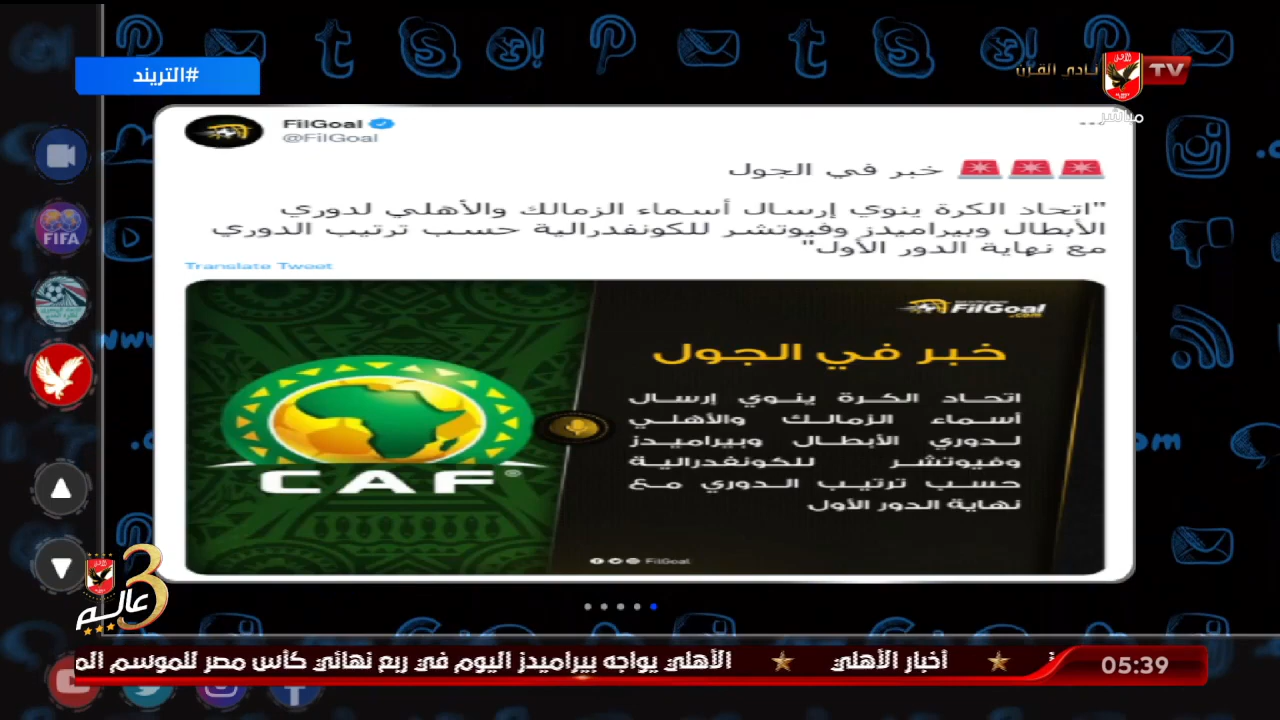 #التريند
نادي القرن
TV
مباشر
FilGoal
@FilGoal
خبر في الجول
"اتحاد الكرة ينوي إرسال أسماء الزمالك والأهلي لدوري
الأبطال وبيراميدز وفيوتشر للكونفدرالية حسب ترتيب الدوري
مع نهاية الدور الأول"
Translate Tweet
FilGoal
.com
خبر في الجول
اتحاد الكرة ينوي إرسال
أسماء الزمالك والأهلي
لدوري الأبطال وبيراميدز
وفيوتشر للكونفدرالية
حسب ترتيب الدوري مع
نهاية الدور الأول
CAF
FilGoal
FIFA
3
عالم
أخبار الأهلي
الأهلي يواجه بيراميدز اليوم في ربع نهائي كأس مصر للموسم الم
05:39